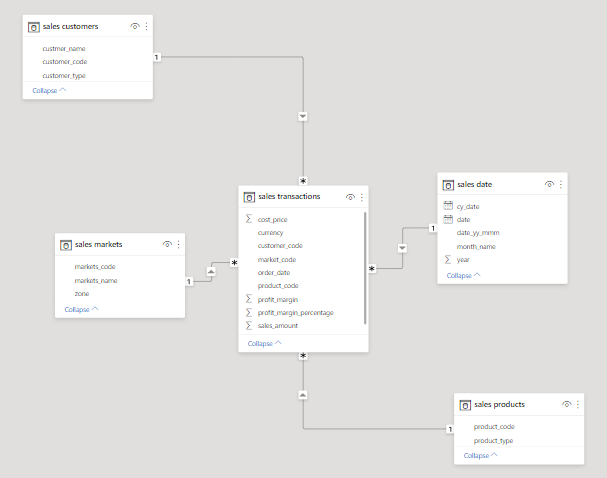 sales customers
custmer_name
customer_code
customer_type
Collapse
1
*
sales transactions
cost_price
currency
customer_code
market_code
order_date
product_code
profit_margin
profit_margin_percentage
sales_amount
Collapse
sales date
cy_date
date
date_yy_mmm
month_name
year
Collapse
1
*
sales markets
markets_code
markets_name
zone
Collapse
1
*
*
1
sales products
product_code
product_type
Collapse